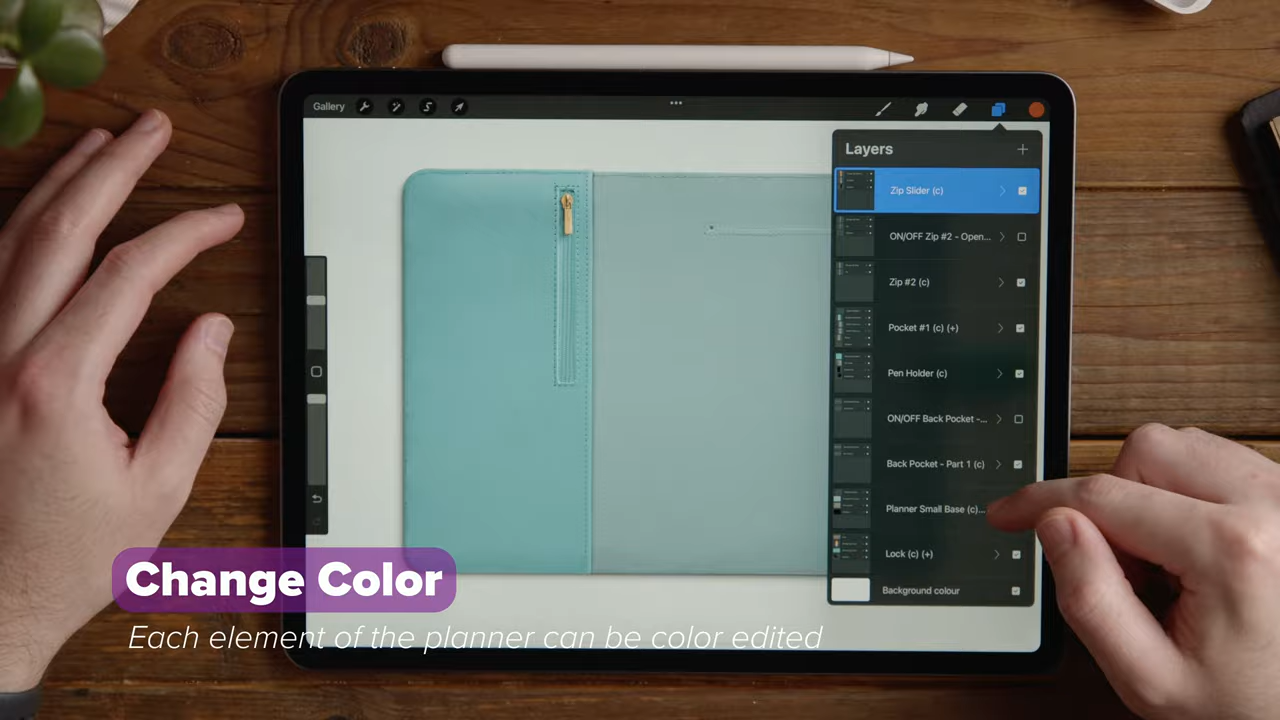 Gallery
Layers
Zip Slider (c)
ON/OFF Zip #2 - Open...
Zip #2 (c)
Pocket #1 (c) (+)
Pen Holder (c)
ON/OFF Back Pocket -...
Back Pocket - Part 1 (c)
Planner Small Base (c)...
Lock (c) (+)
Background colour
Change Color
Each element of the planner can be color edited